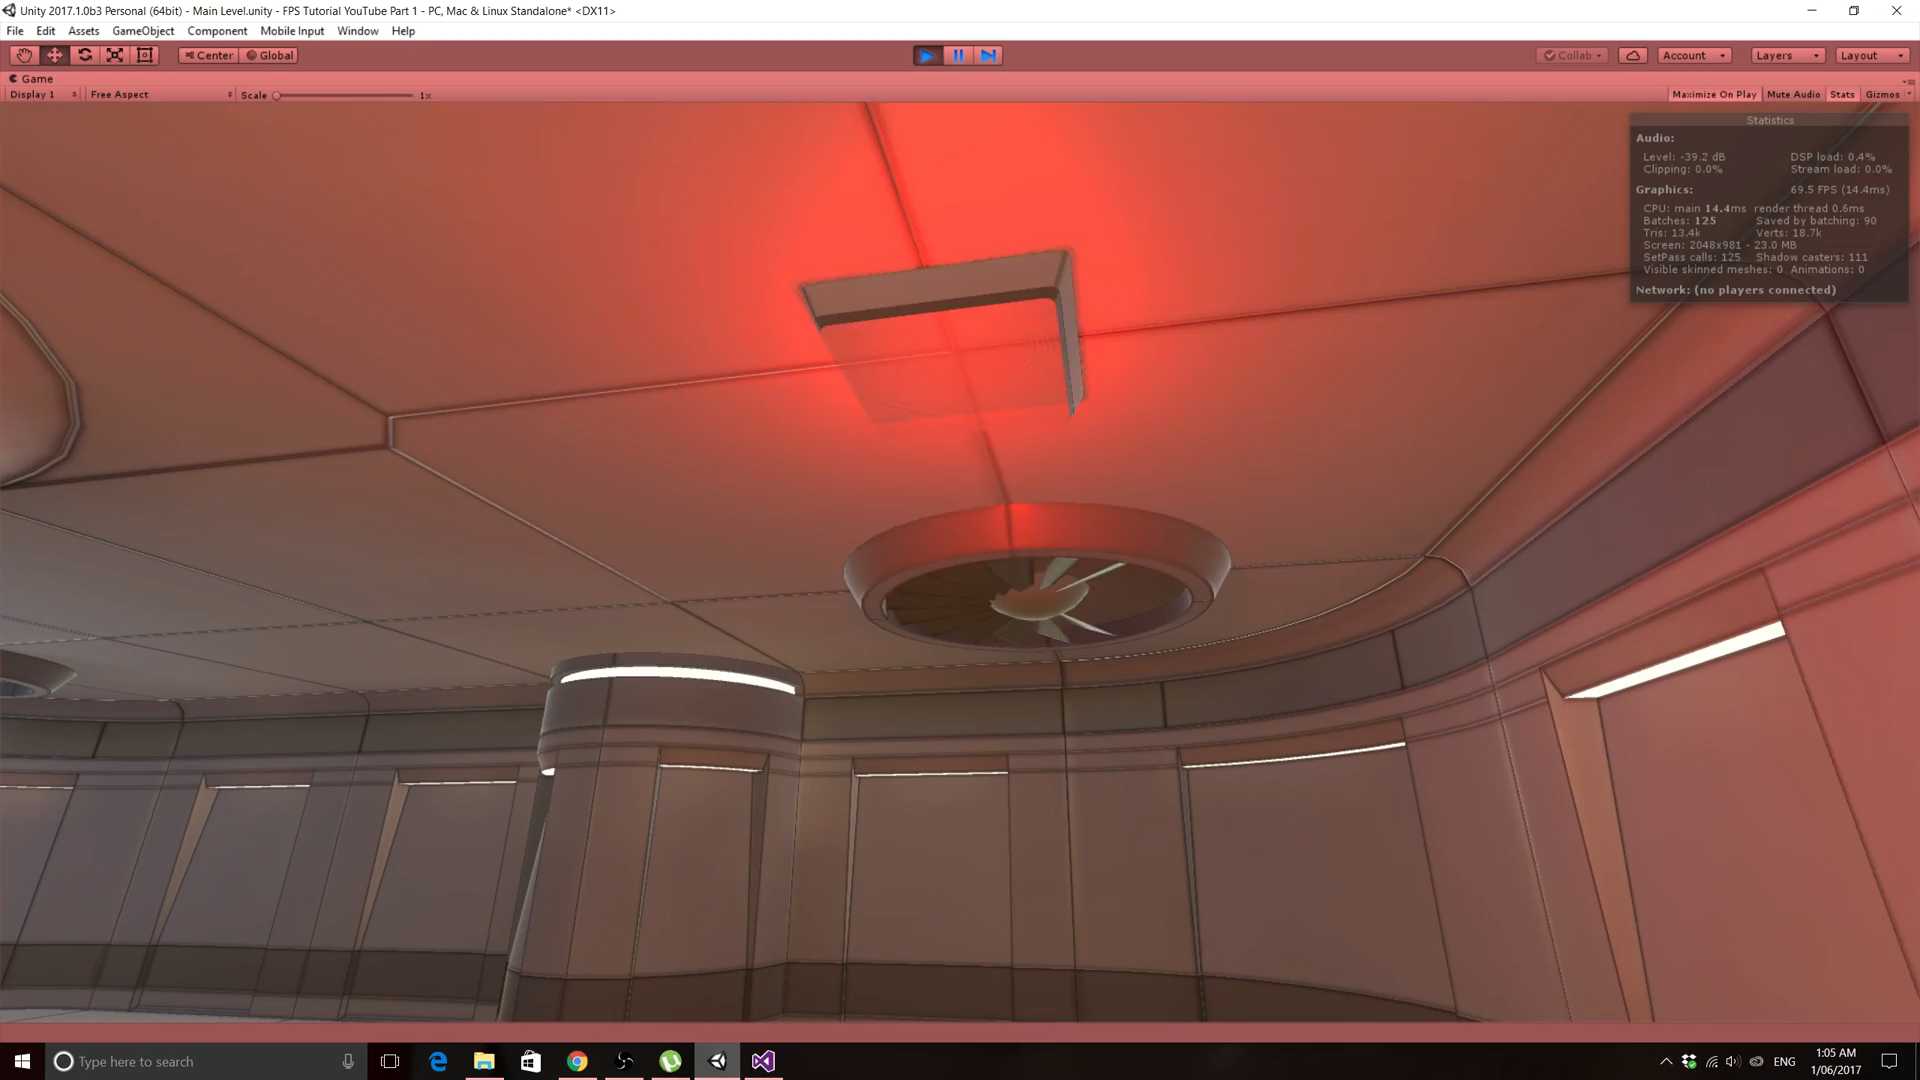 Unity 2017.1.0b3 Personal (64bit) - Main Level.unity - FPS Tutorial YouTube Part 1 - PC, Mac & Linux Standalone* <DX11>
File Edit Assets GameObject Component Mobile Input Window Help
Center Global Collab Account Layers Layout
Game
Display 1 Free Aspect Scale 1x Maximize On Play Mute Audio Stats Gizmos
Statistics
Audio:
Level: -39.2 dB DSP load: 0.4%
Clipping: 0.0% Stream load: 0.0%
Graphics: 69.5 FPS (14.4ms)
CPU: main 14.4ms render thread 0.6ms
Batches: 125 Saved by batching: 90
Tris: 13.4k Verts: 18.7k
Screen: 2048x981 - 23.0 MB
SetPass calls: 125 Shadow casters: 111
Visible skinned meshes: 0 Animations: 0
Network: (no players connected)
Type here to search
ENG
1:05 AM
1/06/2017